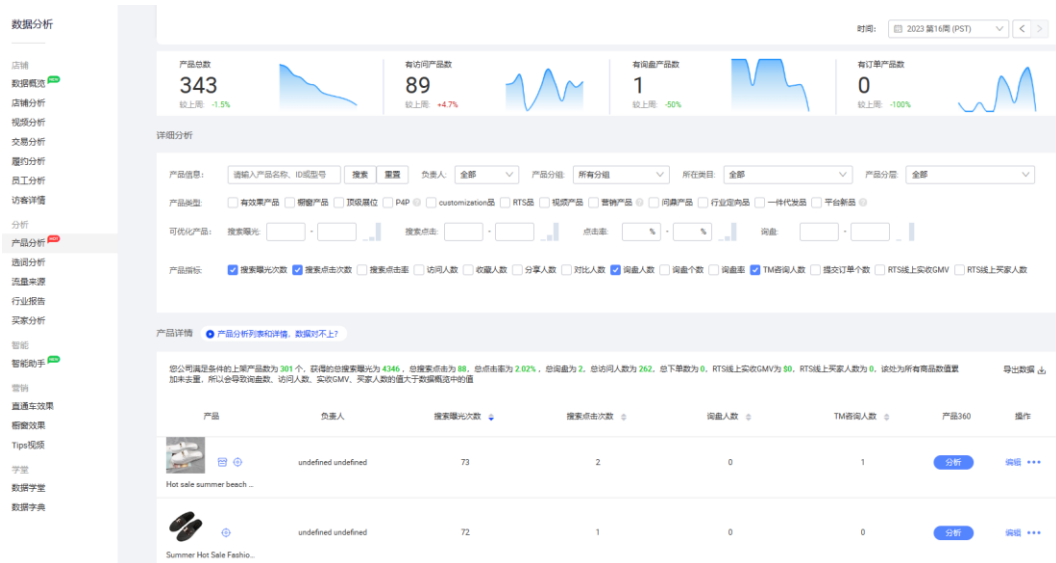 数据分析
时间: 2023 第16周 (PST)
店铺
数据概览 NEW
店铺分析
视频分析
交易分析
履约分析
员工分析
访客详情
分析
产品分析 HOT
选词分析
流量来源
行业报告
买家分析
智能
智能助手 NEW
营销
直通车效果
橱窗效果
Tips视频
学堂
数据学堂
数据字典
产品总数 有访问产品数 有询盘产品数 有订单产品数
343 89 1 0
较上周: -1.5% 较上周: +4.7% 较上周: -50% 较上周: -100%
详细分析
产品信息: 请输入产品名称、ID或型号 搜索 重置 负责人: 全部 产品分组: 所有分组 所在类目: 全部 产品分层: 全部
产品类型: 有效果产品 橱窗产品 顶级展位 P4P customization品 RTS品 视频产品 营销产品 问鼎产品 行业定向品 一件代发品 平台新品
可优化产品: 搜索曝光: - 搜索点击: - 点击率: % - % 询盘: -
产品指标: 搜索曝光次数 搜索点击次数 搜索点击率 访问人数 收藏人数 分享人数 对比人数 询盘人数 询盘个数 询盘率 TM咨询人数 提交订单个数 RTS线上实收GMV RTS线上买家人数
产品详情 产品分析列表和详情，数据对不上?
您公司满足条件的上架产品数为 301 个，获得的总搜索曝光为 4346 ，总搜索点击为 88，总点击率为 2.02% ，总询盘为 2，总访问人数为 262，总下单数为 0，RTS线上实收GMV为 $0，RTS线上买家人数为 0，该处为所有商品数值累 导出数据
加未去重，所以会导致询盘数、访问人数、实收GMV、买家人数的值大于数据概览中的值
产品 负责人 搜索曝光次数 搜索点击次数 询盘人数 TM咨询人数 产品360 操作
undefined undefined 73 2 0 1 分析 编辑
Hot sale summer beach ...
undefined undefined 72 1 0 0 分析 编辑
Summer Hot Sale Fashio...